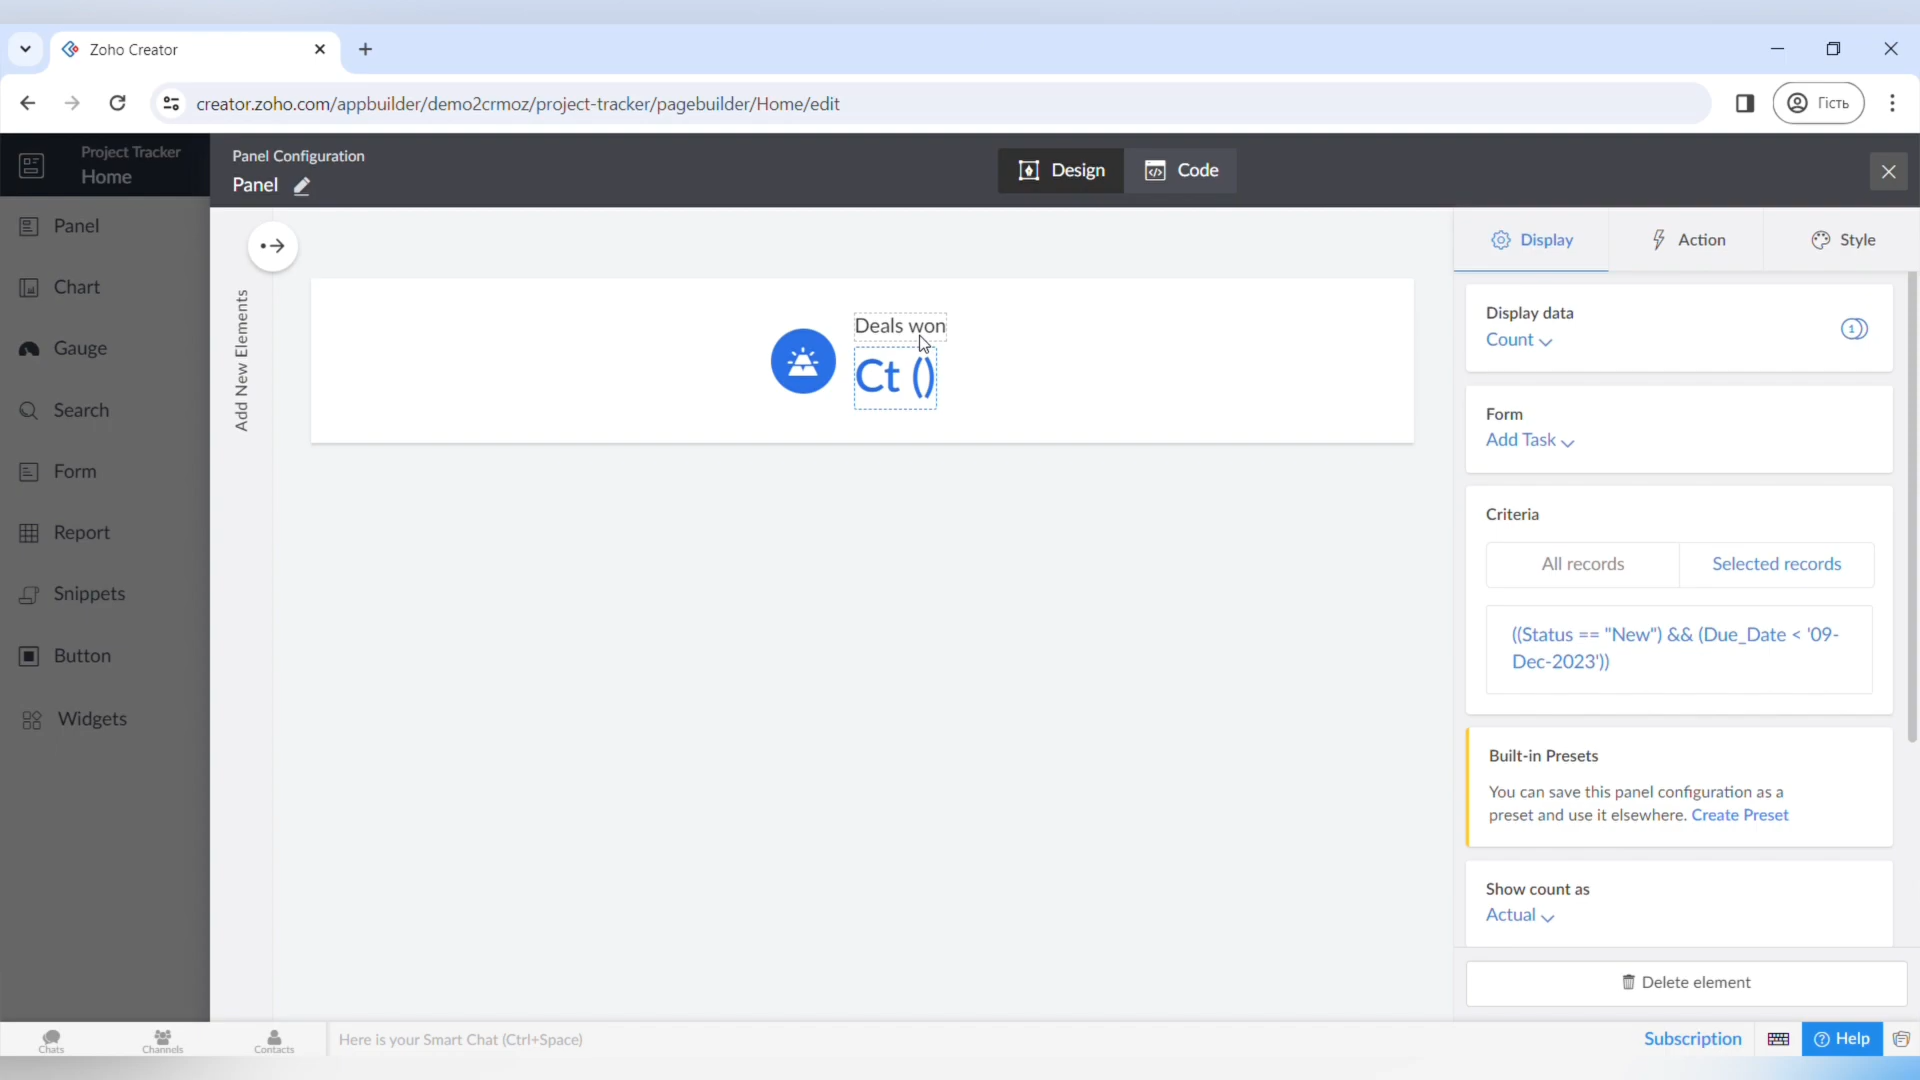 Zoho Creator
creator.zoho.com/appbuilder/demo2crmoz/project-tracker/pagebuilder/Home/edit
Гість
Project Tracker
Home
Panel Configuration
Panel
Design
Code
Panel
Chart
Gauge
Search
Form
Report
Snippets
Button
Widgets
Add New Elements
Deals won
Ct ()
Display
Action
Style
Display data
Count
1
Form
Add Task
Criteria
All records
Selected records
((Status == "New") && (Due_Date < '09-
Dec-2023'))
Built-in Presets
You can save this panel configuration as a
preset and use it elsewhere. Create Preset
Show count as
Actual
Delete element
Chats
Channels
Contacts
Here is your Smart Chat (Ctrl+Space)
Subscription
Help